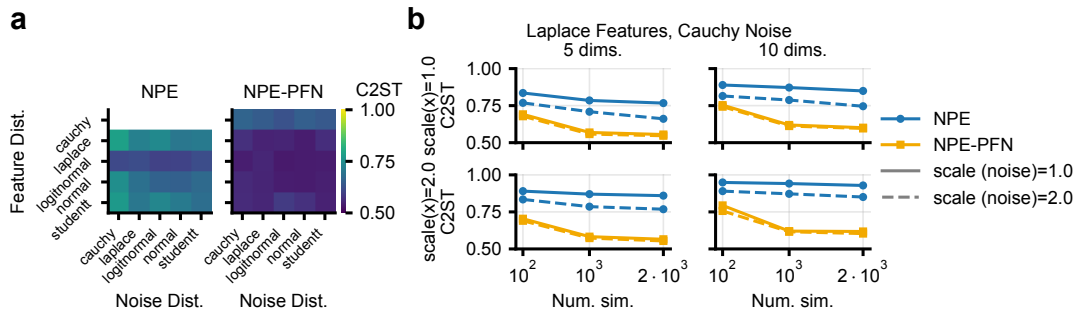 a
NPE
NPE-PFN
C2ST
1.00
0.75
0.50
Feature Dist.
cauchy
laplace
logitnormal
normal
studentt
cauchy
laplace
logitnormal
normal
studentt
Noise Dist.
cauchy
laplace
logitnormal
normal
studentt
Noise Dist.
b
Laplace Features, Cauchy Noise
5 dims.
10 dims.
scale(x)=1.0
C2ST
1.00
0.75
0.50
scale(x)=2.0
C2ST
1.00
0.75
0.50
10² 10³ 2 · 10³
Num. sim.
10² 10³ 2 · 10³
Num. sim.
NPE
NPE-PFN
scale (noise)=1.0
scale (noise)=2.0